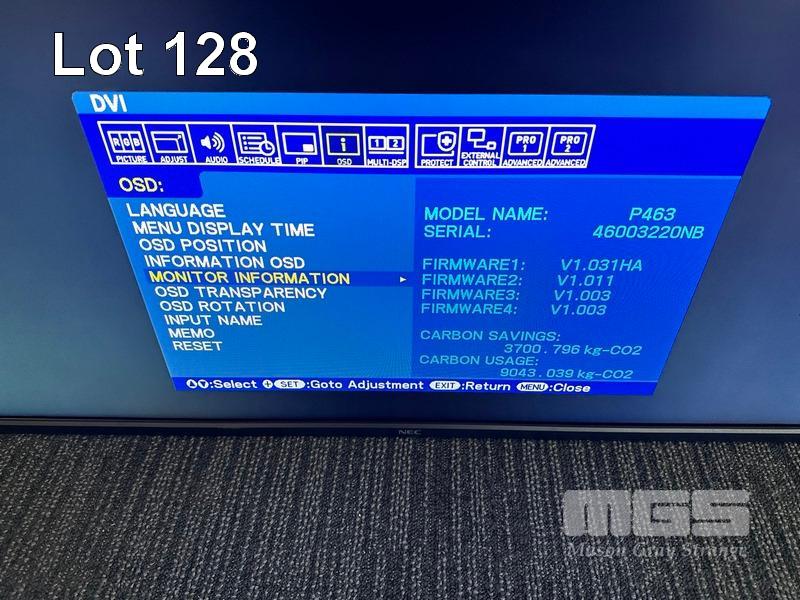 Lot 128
DVI
RGB
PICTURE
ADJUST
AUDIO
SCHEDULE
PIP
i
OSD
1 2
MULTI-DSP
PROTECT
EXTERNAL
CONTROL
PRO
1
ADVANCED
PRO
2
ADVANCED
OSD:
LANGUAGE
MENU DISPLAY TIME
OSD POSITION
INFORMATION OSD
MONITOR INFORMATION
OSD TRANSPARENCY
OSD ROTATION
INPUT NAME
MEMO
RESET
MODEL NAME: P463
SERIAL: 46003220NB
FIRMWARE1: V1.031HA
FIRMWARE2: V1.011
FIRMWARE3: V1.003
FIRMWARE4: V1.003
CARBON SAVINGS:
3700.796 kg-CO2
CARBON USAGE:
9043.039 kg-CO2
:Select + SET :Goto Adjustment EXIT :Return MENU :Close
NEC
MGS
Mason Gray Strange